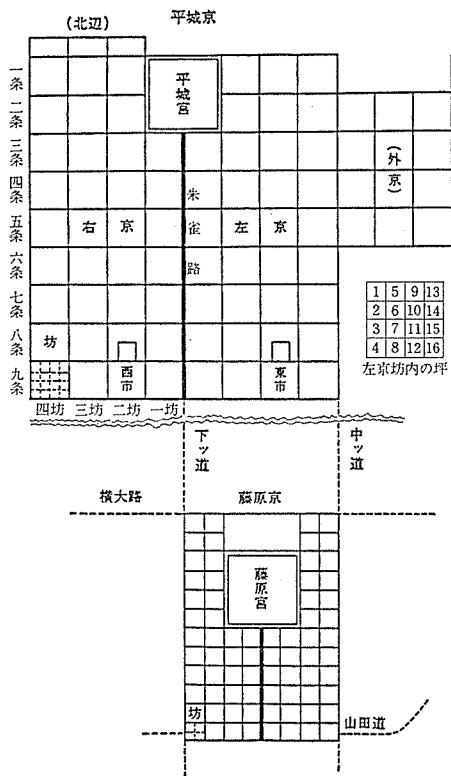 平城京
(北辺)
一条
二条
三条
四条
五条
六条
七条
八条
九条
平城宮
(外京)
朱雀路
右京
左京
坊
西市
東市
四坊 三坊 二坊 一坊
1 5 9 13
2 6 10 14
3 7 11 15
4 8 12 16
左京坊内の坪
下ッ道
中ッ道
横大路
藤原京
藤原宮
坊
山田道